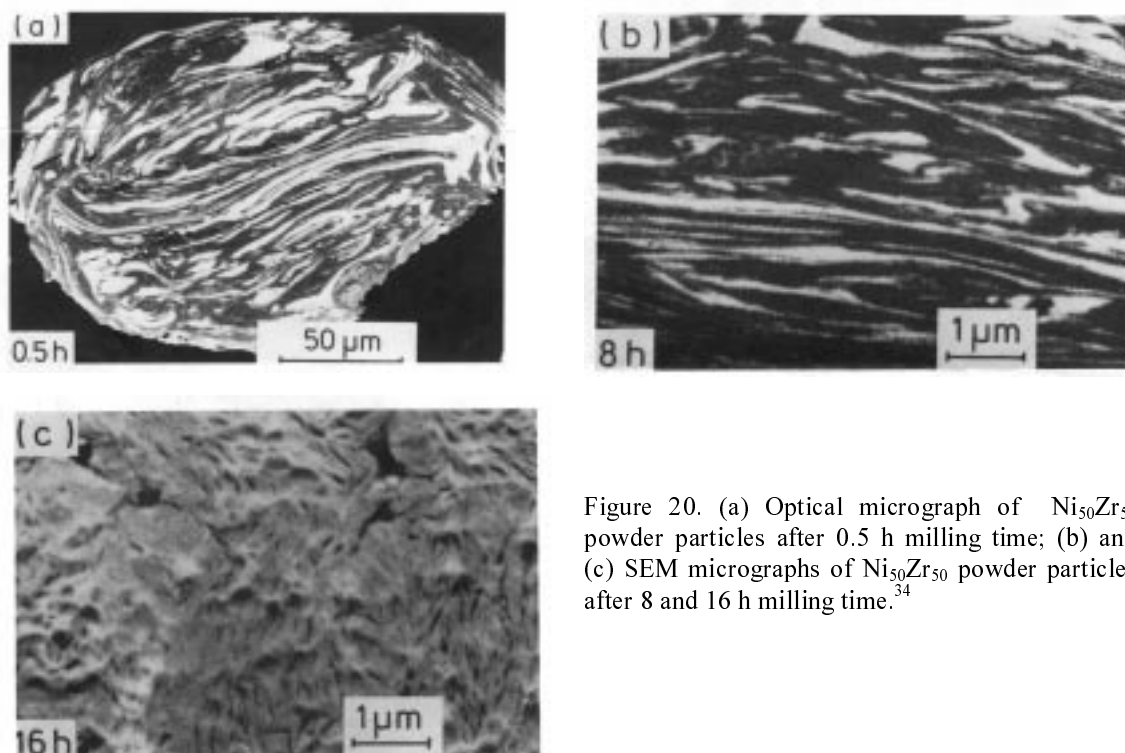 (a)
0.5 h
50 μm
(b)
8 h
1 μm
(c)
16 h
1 μm
Figure 20. (a) Optical micrograph of Ni₅₀Zr₅
powder particles after 0.5 h milling time; (b) an
(c) SEM micrographs of Ni₅₀Zr₅₀ powder particle
after 8 and 16 h milling time.³⁴